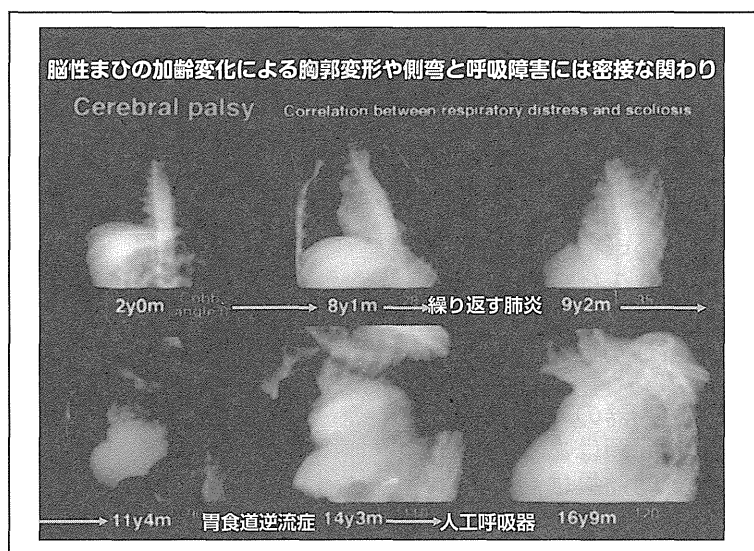 脳性まひの加齢変化による胸郭変形や側弯と呼吸障害には密接な関わり
Cerebral palsy Correlation between respiratory distress and scoliosis
Cobb
angle
2y0m 8y1m 繰り返す肺炎 9y2m
11y4m 胃食道逆流症 14y3m 人工呼吸器 16y9m 120